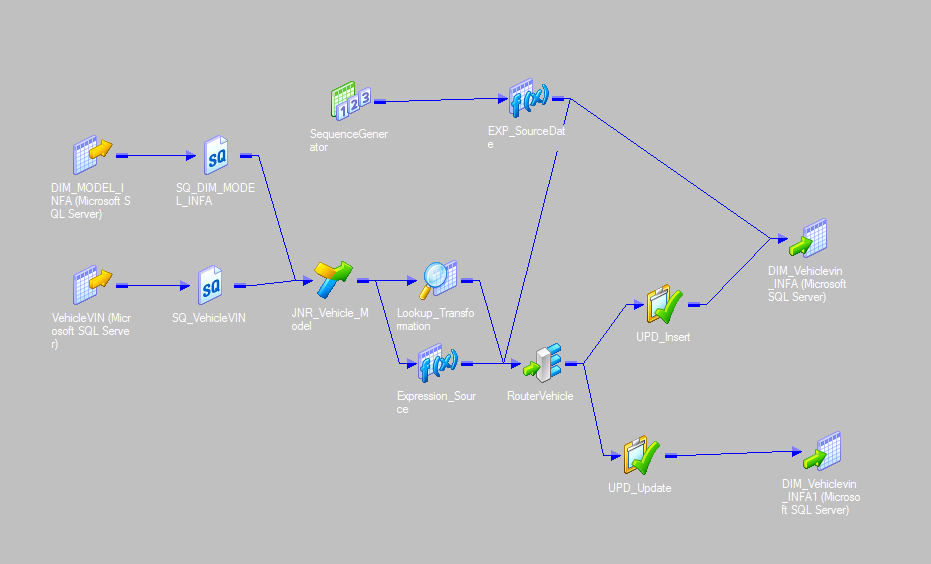 SequenceGener
ator
EXP_SourceDat
e
DIM_MODEL_I
NFA (Microsoft S
QL Server)
SQ_DIM_MODE
L_INFA
VehicleVIN (Micr
osoft SQL Serve
r)
SQ_VehicleVIN
JNR_Vehicle_M
odel
Lookup_Transfo
rmation
Expression_Sour
ce
RouterVehicle
UPD_Insert
DIM_Vehiclevin
_INFA (Microsoft
SQL Server)
UPD_Update
DIM_Vehiclevin
_INFA1 (Microso
ft SQL Server)